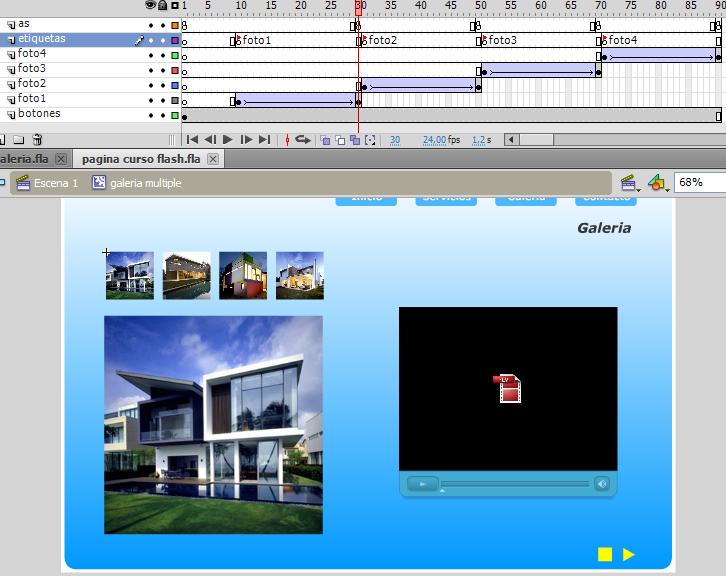 1 5 10 15 20 25 30 35 40 45 50 55 60 65 70 75 80 85 90
as
etiquetas foto1 foto2 foto3 foto4
foto4
foto3
foto2
foto1
botones
30 24.00 fps 1.2 s
aleria.fla pagina curso flash.fla
Escena 1 galeria multiple 68%
Inicio Servicios Galeria Contacto
Galeria